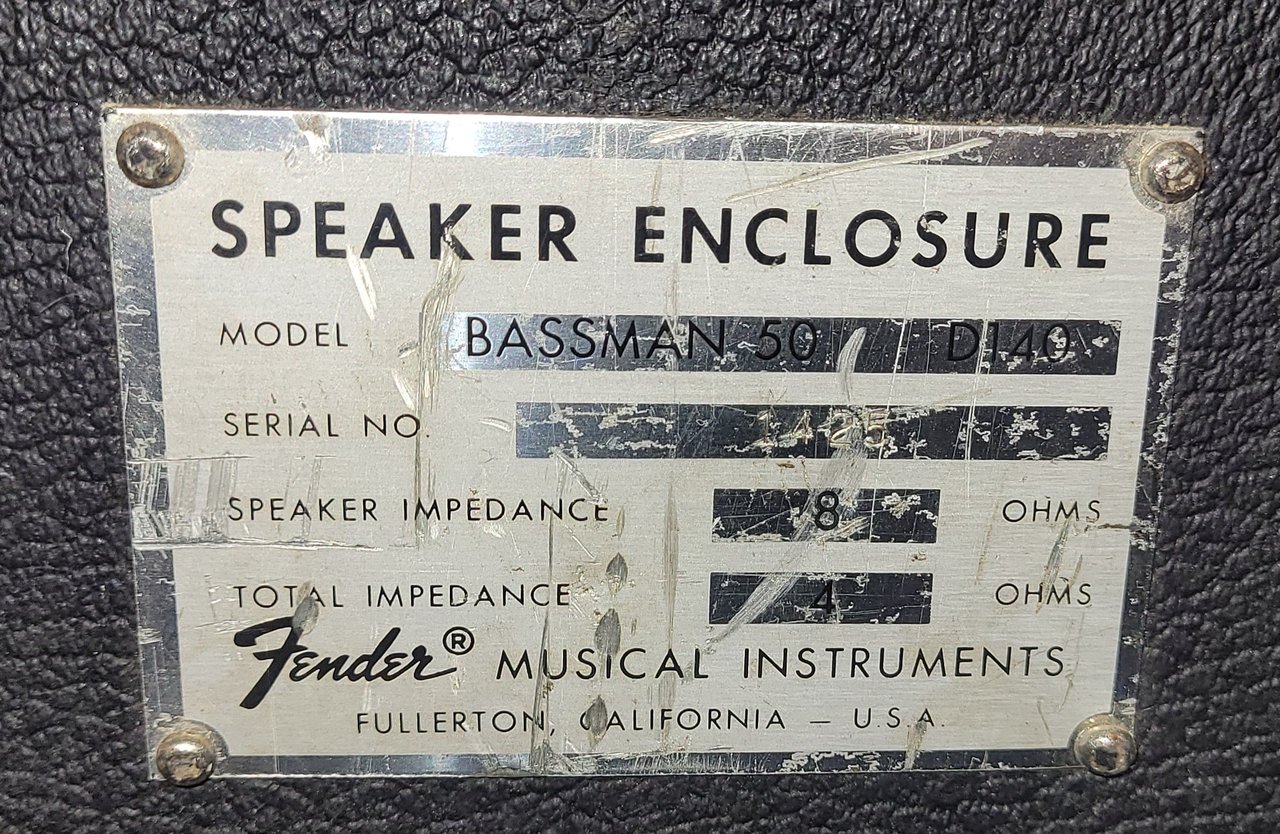 SPEAKER ENCLOSURE
MODEL BASSMAN 50 D140
SERIAL NO.
SPEAKER IMPEDANCE 8 OHMS
TOTAL IMPEDANCE 4 OHMS
Fender® MUSICAL INSTRUMENTS
FULLERTON, CALIFORNIA — U.S.A.